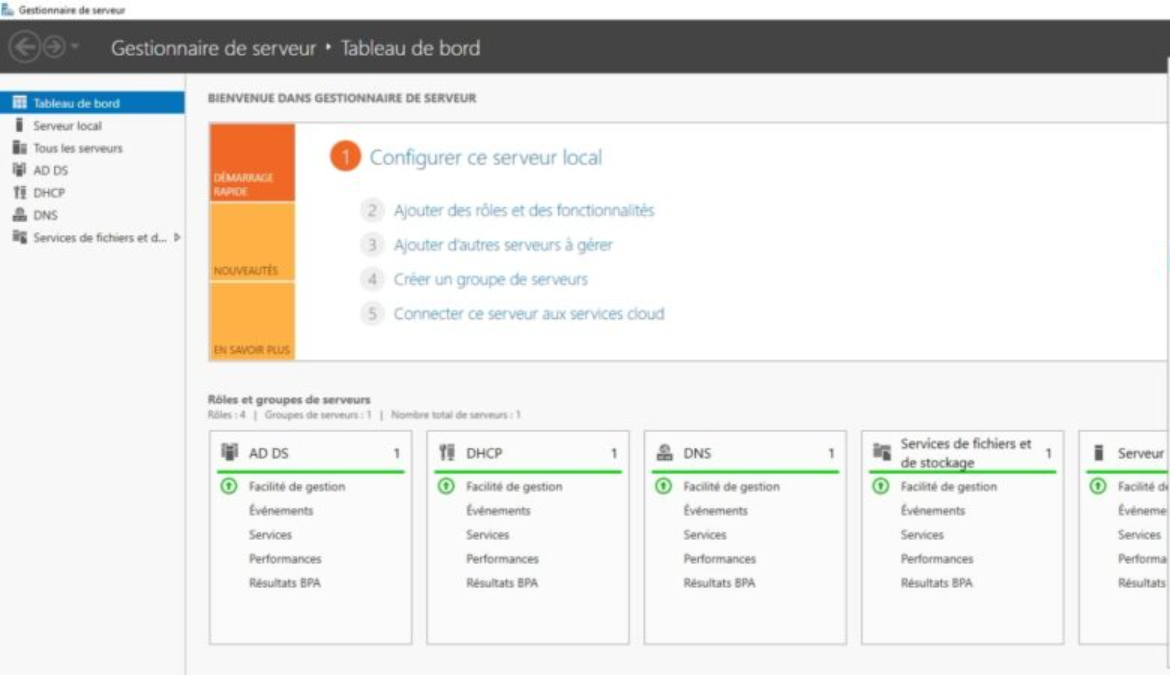 Gestionnaire de serveur
Gestionnaire de serveur • Tableau de bord
Tableau de bord
Serveur local
Tous les serveurs
AD DS
DHCP
DNS
Services de fichiers et d...
BIENVENUE DANS GESTIONNAIRE DE SERVEUR
DÉMARRAGE
RAPIDE
NOUVEAUTÉS
EN SAVOIR PLUS
1 Configurer ce serveur local
2 Ajouter des rôles et des fonctionnalités
3 Ajouter d'autres serveurs à gérer
4 Créer un groupe de serveurs
5 Connecter ce serveur aux services cloud
Rôles et groupes de serveurs
Rôles : 4 | Groupes de serveurs : 1 | Nombre total de serveurs : 1
AD DS 1
Facilité de gestion
Événements
Services
Performances
Résultats BPA
DHCP 1
Facilité de gestion
Événements
Services
Performances
Résultats BPA
DNS 1
Facilité de gestion
Événements
Services
Performances
Résultats BPA
Services de fichiers et
de stockage 1
Facilité de gestion
Événements
Services
Performances
Résultats BPA
Serveur
Facilité de
Événeme
Services
Performa
Résultats